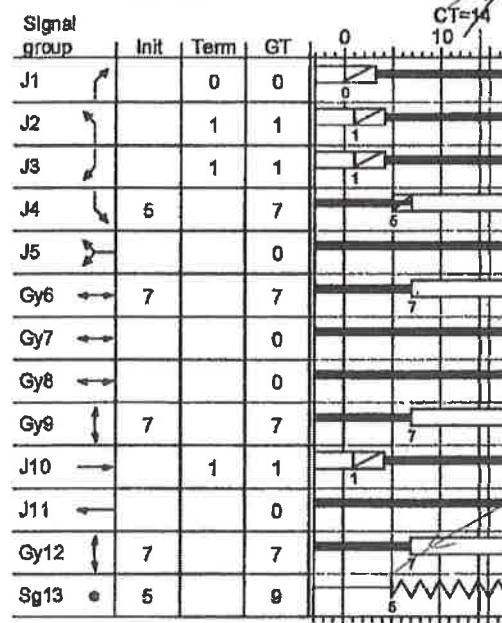 CT=14
Signal
group Init Term GT 0 10
J1 0 0 0
J2 1 1 1
J3 1 1 1
J4 5 7 5
J5 0
Gy6 7 7 7
Gy7 0
Gy8 0
Gy9 7 7 7
J10 1 1 1
J11 0
Gy12 7 7 7
Sg13 5 9 5